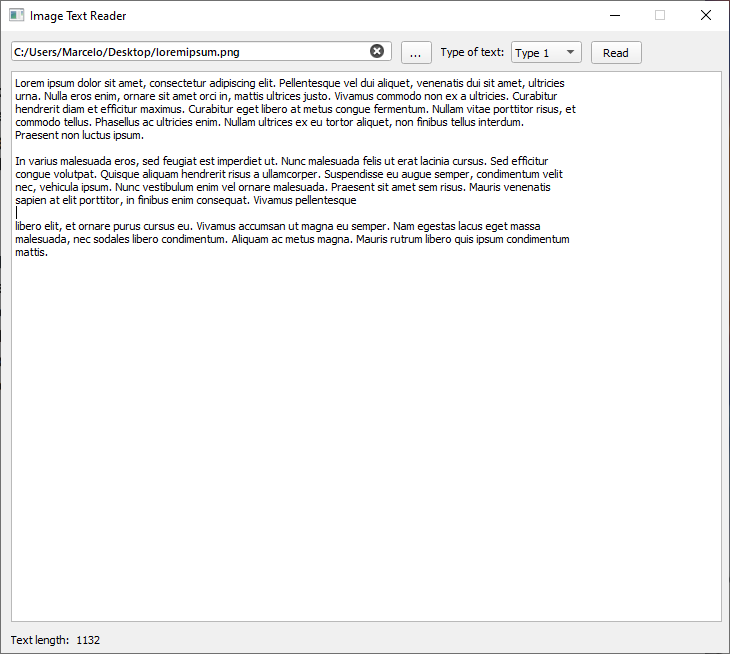 Image Text Reader
C:/Users/Marcelo/Desktop/loremipsum.png
...
Type of text:
Type 1
Read
Lorem ipsum dolor sit amet, consectetur adipiscing elit. Pellentesque vel dui aliquet, venenatis dui sit amet, ultricies
urna. Nulla eros enim, ornare sit amet orci in, mattis ultrices justo. Vivamus commodo non ex a ultricies. Curabitur
hendrerit diam et efficitur maximus. Curabitur eget libero at metus congue fermentum. Nullam vitae porttitor risus, et
commodo tellus. Phasellus ac ultricies enim. Nullam ultrices ex eu tortor aliquet, non finibus tellus interdum.
Praesent non luctus ipsum.
In varius malesuada eros, sed feugiat est imperdiet ut. Nunc malesuada felis ut erat lacinia cursus. Sed efficitur
congue volutpat. Quisque aliquam hendrerit risus a ullamcorper. Suspendisse eu augue semper, condimentum velit
nec, vehicula ipsum. Nunc vestibulum enim vel ornare malesuada. Praesent sit amet sem risus. Mauris venenatis
sapien at elit porttitor, in finibus enim consequat. Vivamus pellentesque
libero elit, et ornare purus cursus eu. Vivamus accumsan ut magna eu semper. Nam egestas lacus eget massa
malesuada, nec sodales libero condimentum. Aliquam ac metus magna. Mauris rutrum libero quis ipsum condimentum
mattis.
Text length: 1132